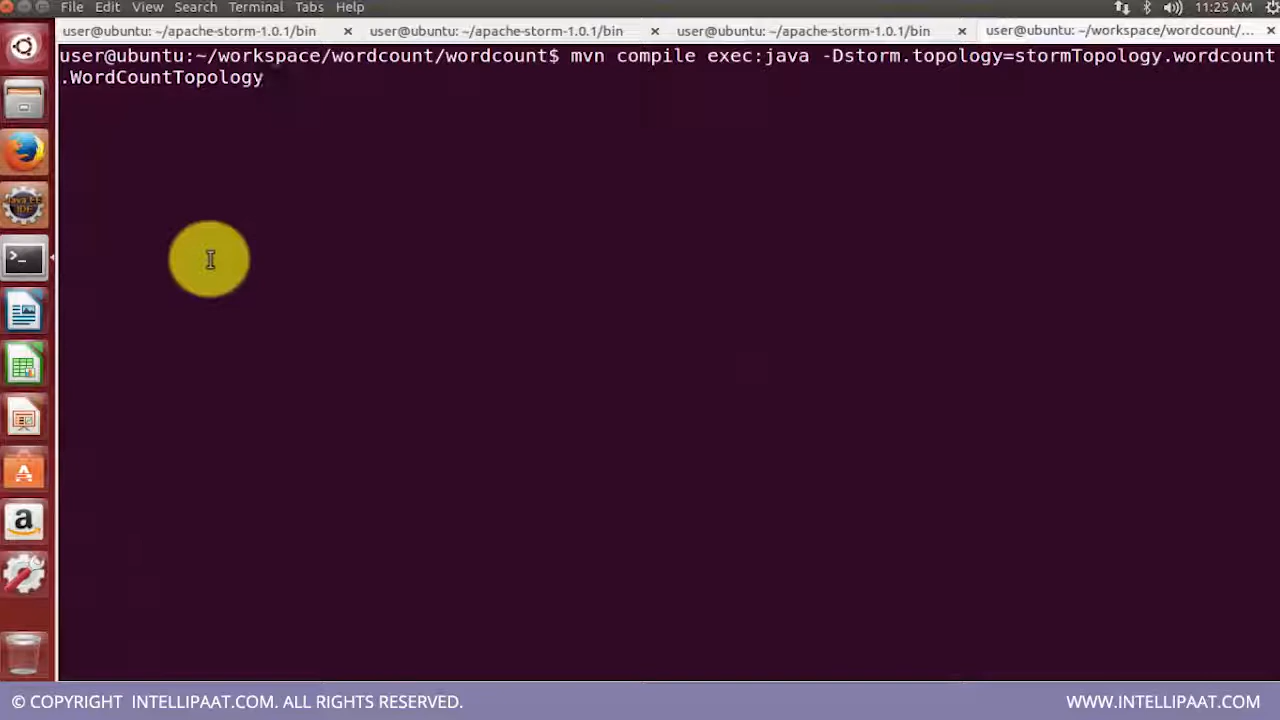 File Edit View Search Terminal Tabs Help 11:25 AM
user@ubuntu: ~/apache-storm-1.0.1/bin × user@ubuntu: ~/apache-storm-1.0.1/bin × user@ubuntu: ~/apache-storm-1.0.1/bin × user@ubuntu: ~/workspace/wordcount/... ×
user@ubuntu:~/workspace/wordcount/wordcount$ mvn compile exec:java -Dstorm.topology=stormTopology.wordcount
.WordCountTopology
Java EE
IDE
>_
A
a
© COPYRIGHT INTELLIPAAT.COM. ALL RIGHTS RESERVED. WWW.INTELLIPAAT.COM